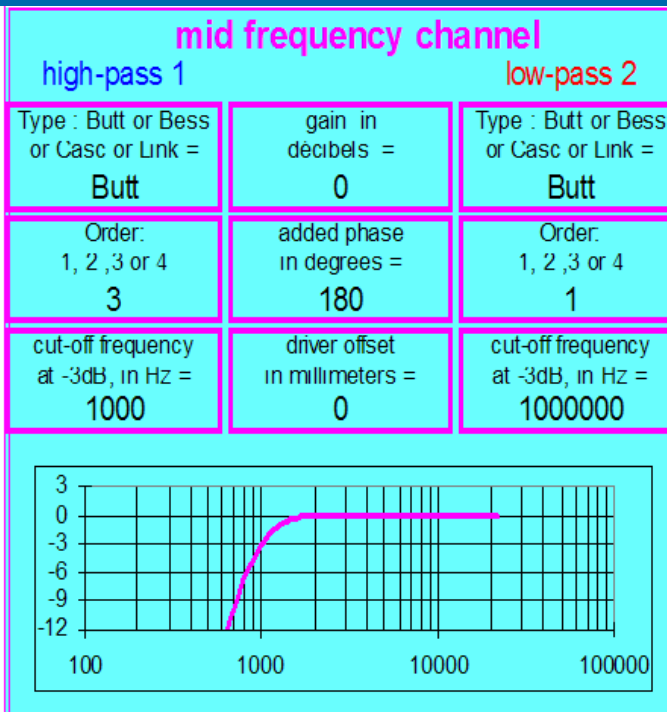 mid frequency channel
high-pass 1
low-pass 2
Type : Butt or Bess
or Casc or Link =
Butt
gain in
décibels =
0
Type : Butt or Bess
or Casc or Link =
Butt
Order:
1, 2 ,3 or 4
3
added phase
in degrees =
180
Order:
1, 2 ,3 or 4
1
cut-off frequency
at -3dB, in Hz =
1000
driver offset
in millimeters =
0
cut-off frequency
at -3dB, in Hz =
1000000
3
0
-3
-6
-9
-12
100 1000 10000 100000